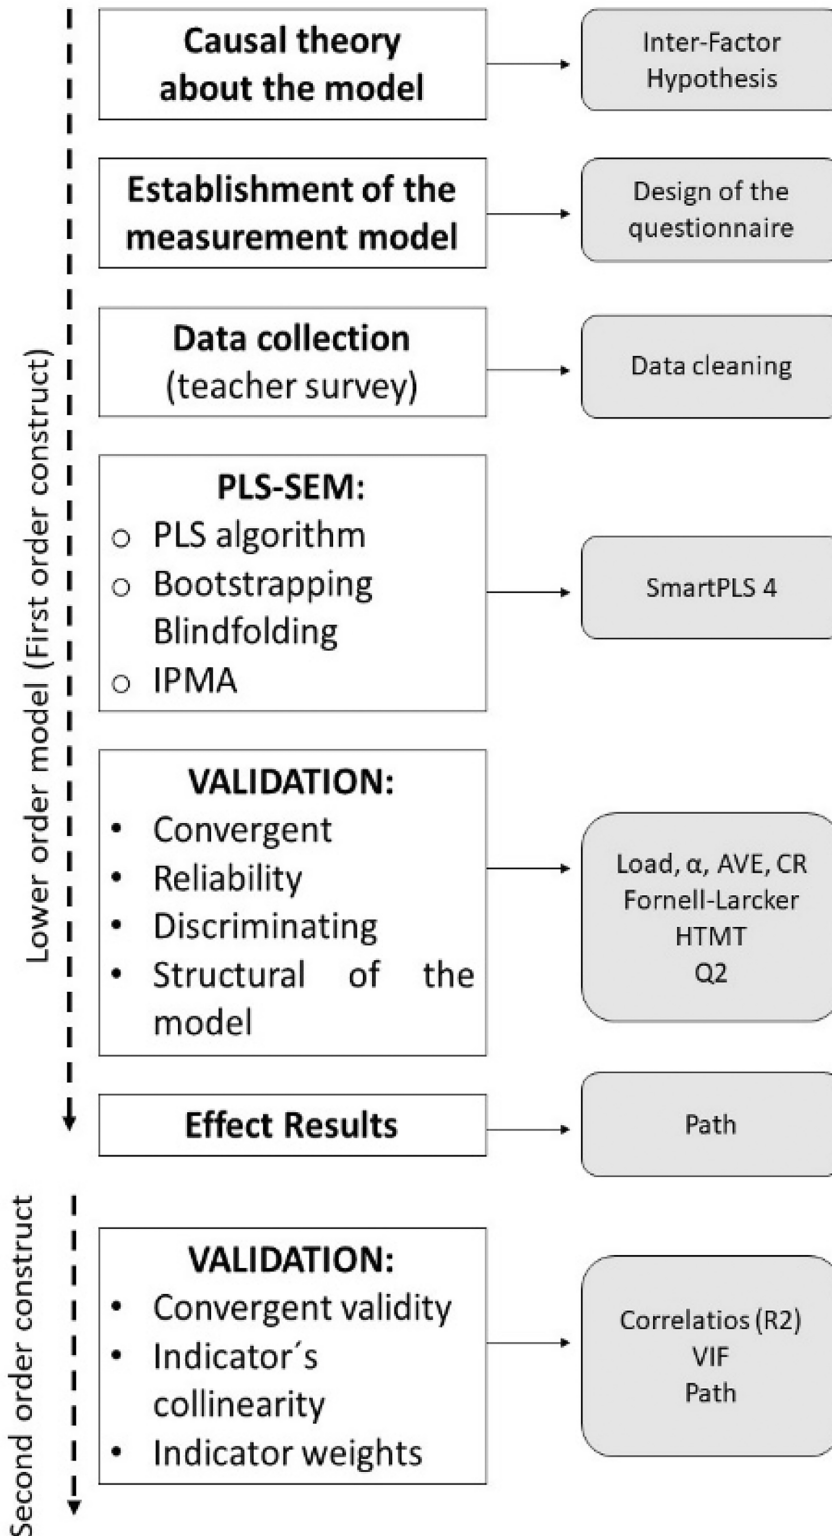 Lower order model (First order construct)
Causal theory
about the model
Inter-Factor
Hypothesis
Establishment of the
measurement model
Design of the
questionnaire
Data collection
(teacher survey)
Data cleaning
PLS-SEM:
○ PLS algorithm
○ Bootstrapping
Blindfolding
○ IPMA
SmartPLS 4
VALIDATION:
• Convergent
• Reliability
• Discriminating
• Structural of the
model
Load, α, AVE, CR
Fornell-Larcker
HTMT
Q2
Effect Results
Path
Second order construct
VALIDATION:
• Convergent validity
• Indicator´s
collinearity
• Indicator weights
Correlatios (R2)
VIF
Path